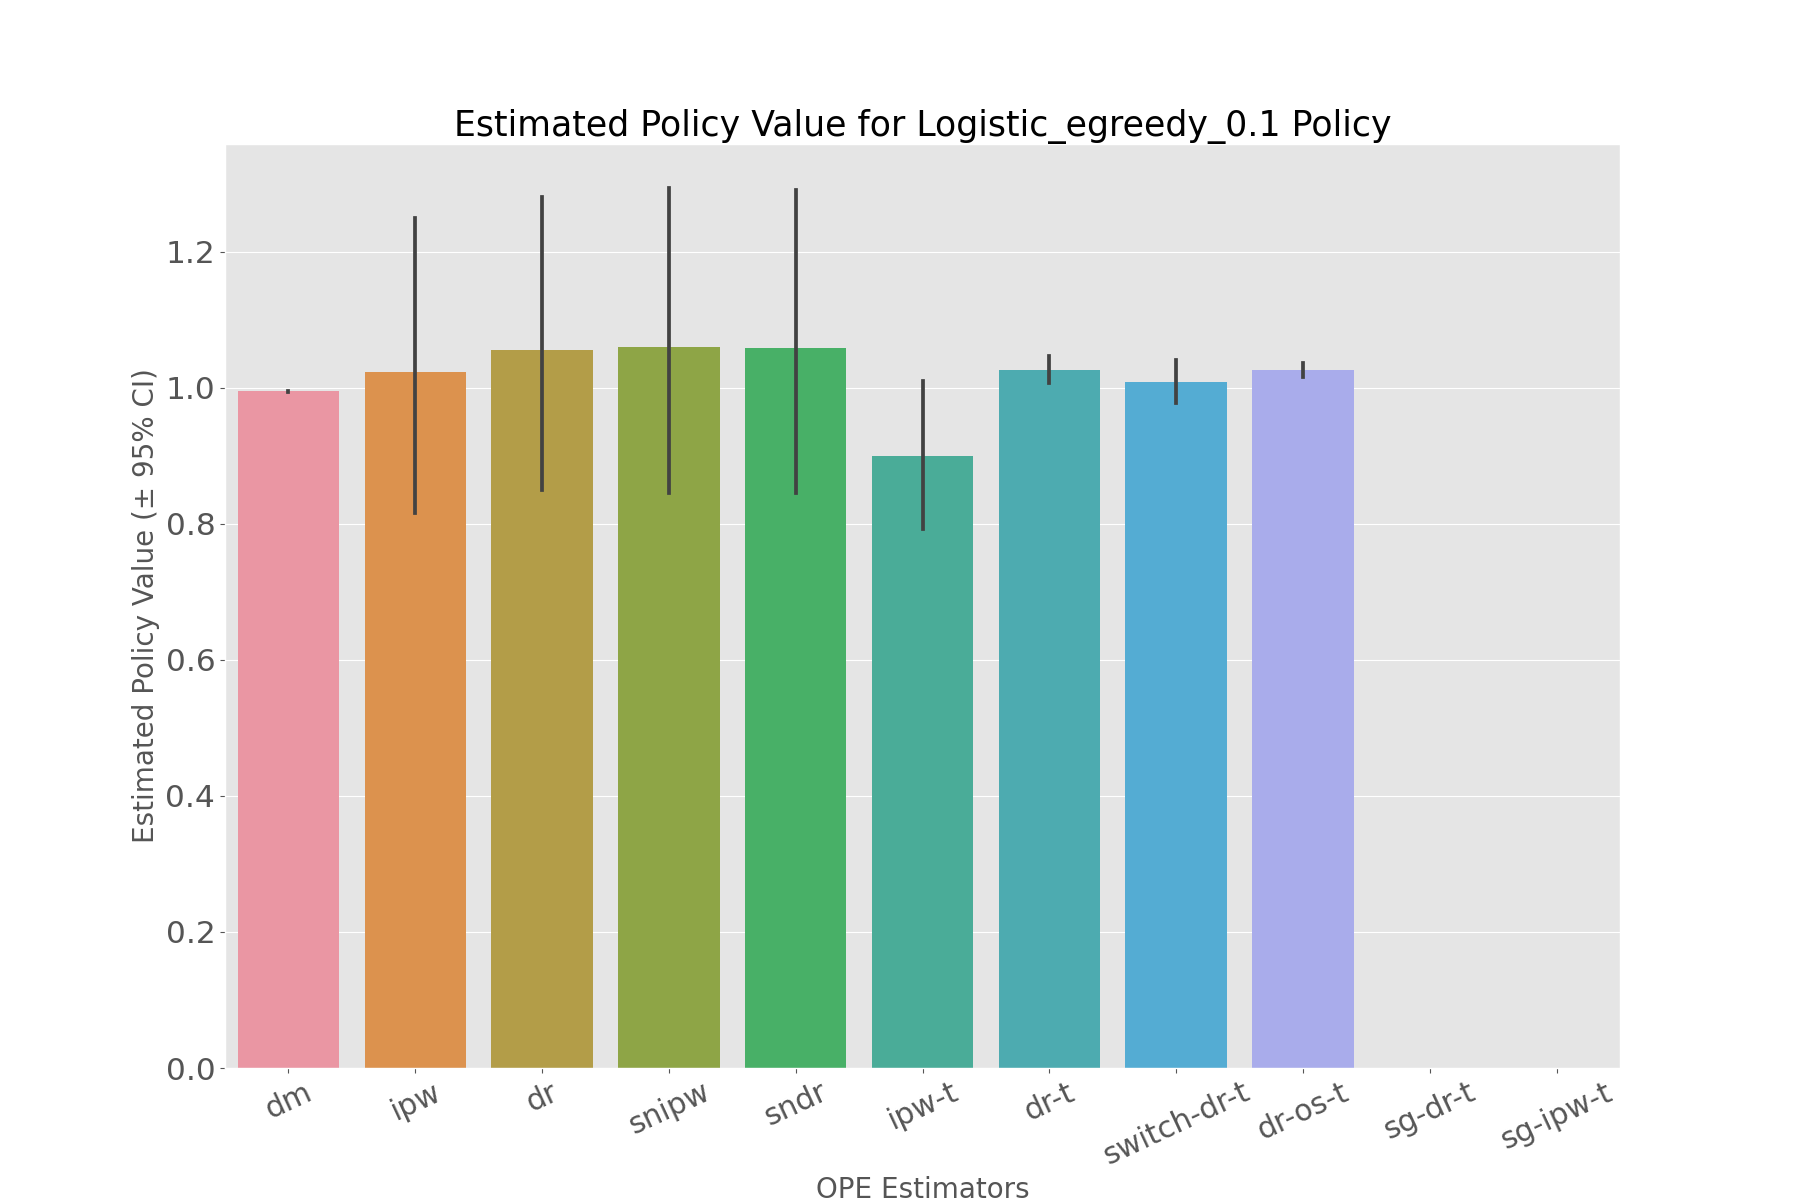 Estimated Policy Value for Logistic_egreedy_0.1 Policy
Estimated Policy Value (± 95% CI)
1.2
1.0
0.8
0.6
0.4
0.2
0.0
dm
ipw
dr
snipw
sndr
ipw-t
dr-t
switch-dr-t
dr-os-t
sg-dr-t
sg-ipw-t
OPE Estimators